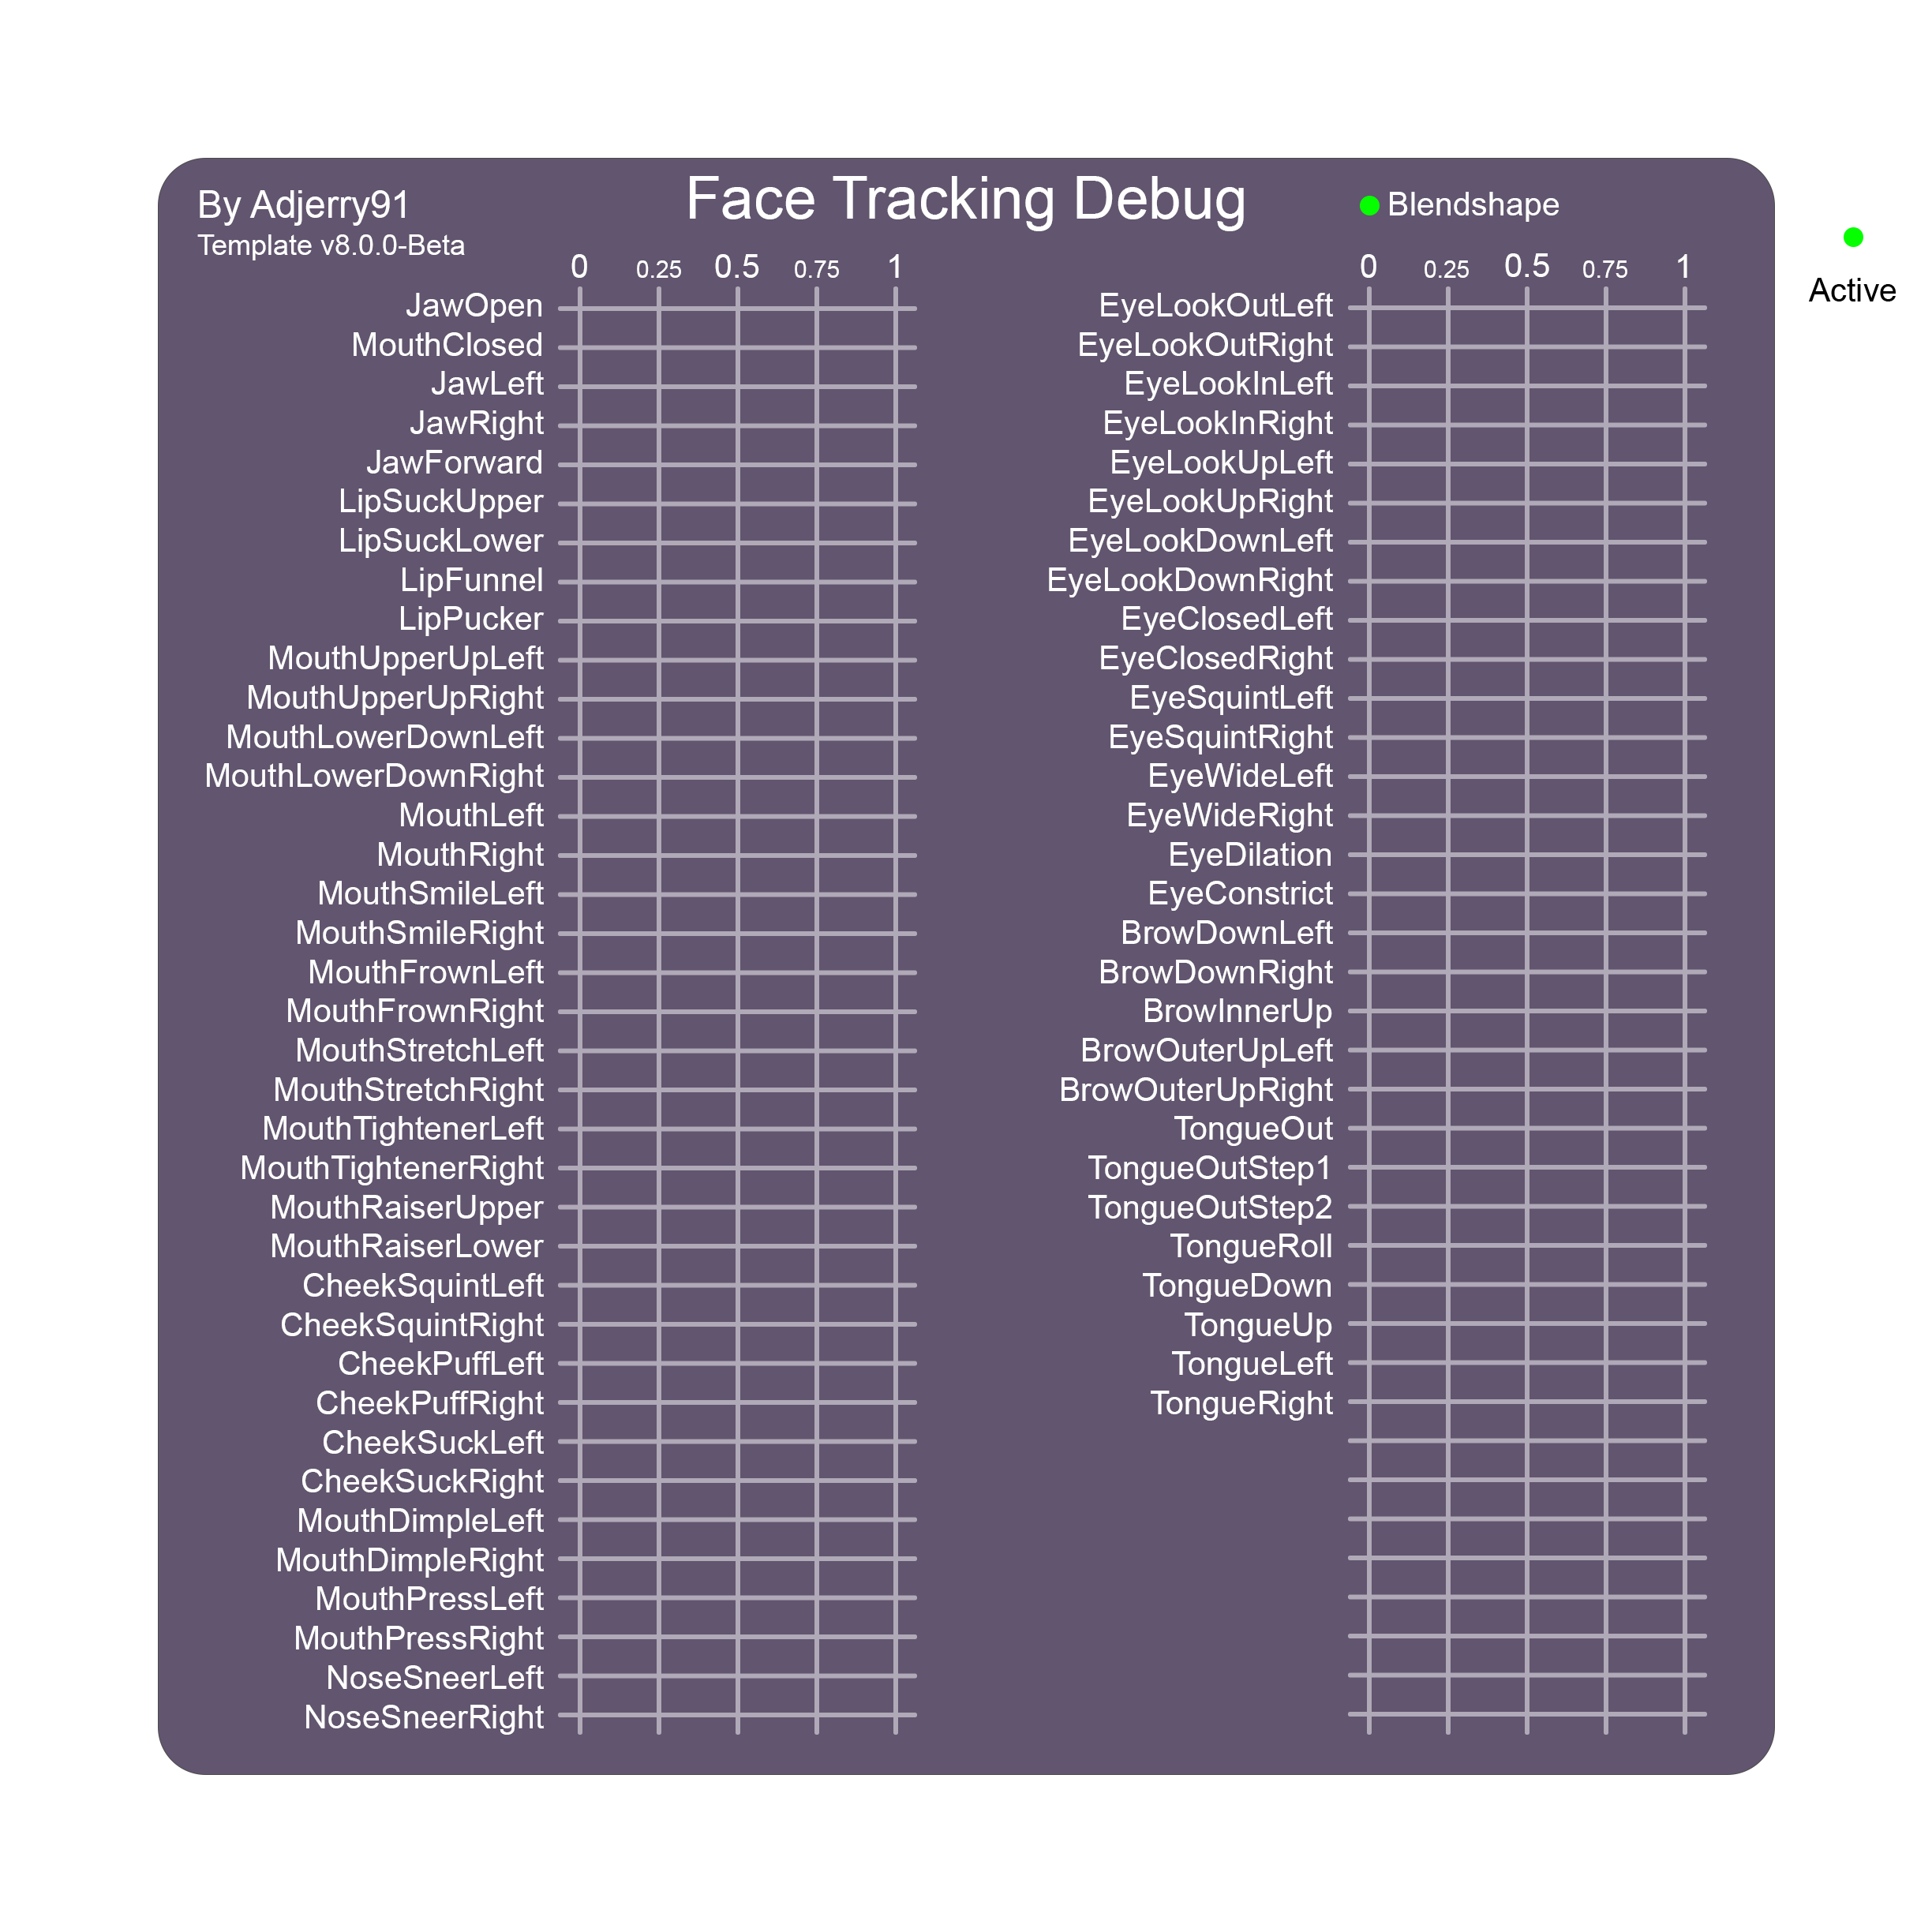 By Adjerry91
Template v8.0.0-Beta
Face Tracking Debug
Blendshape
Active
0 0.25 0.5 0.75 1
JawOpen
MouthClosed
JawLeft
JawRight
JawForward
LipSuckUpper
LipSuckLower
LipFunnel
LipPucker
MouthUpperUpLeft
MouthUpperUpRight
MouthLowerDownLeft
MouthLowerDownRight
MouthLeft
MouthRight
MouthSmileLeft
MouthSmileRight
MouthFrownLeft
MouthFrownRight
MouthStretchLeft
MouthStretchRight
MouthTightenerLeft
MouthTightenerRight
MouthRaiserUpper
MouthRaiserLower
CheekSquintLeft
CheekSquintRight
CheekPuffLeft
CheekPuffRight
CheekSuckLeft
CheekSuckRight
MouthDimpleLeft
MouthDimpleRight
MouthPressLeft
MouthPressRight
NoseSneerLeft
NoseSneerRight
0 0.25 0.5 0.75 1
EyeLookOutLeft
EyeLookOutRight
EyeLookInLeft
EyeLookInRight
EyeLookUpLeft
EyeLookUpRight
EyeLookDownLeft
EyeLookDownRight
EyeClosedLeft
EyeClosedRight
EyeSquintLeft
EyeSquintRight
EyeWideLeft
EyeWideRight
EyeDilation
EyeConstrict
BrowDownLeft
BrowDownRight
BrowInnerUp
BrowOuterUpLeft
BrowOuterUpRight
TongueOut
TongueOutStep1
TongueOutStep2
TongueRoll
TongueDown
TongueUp
TongueLeft
TongueRight